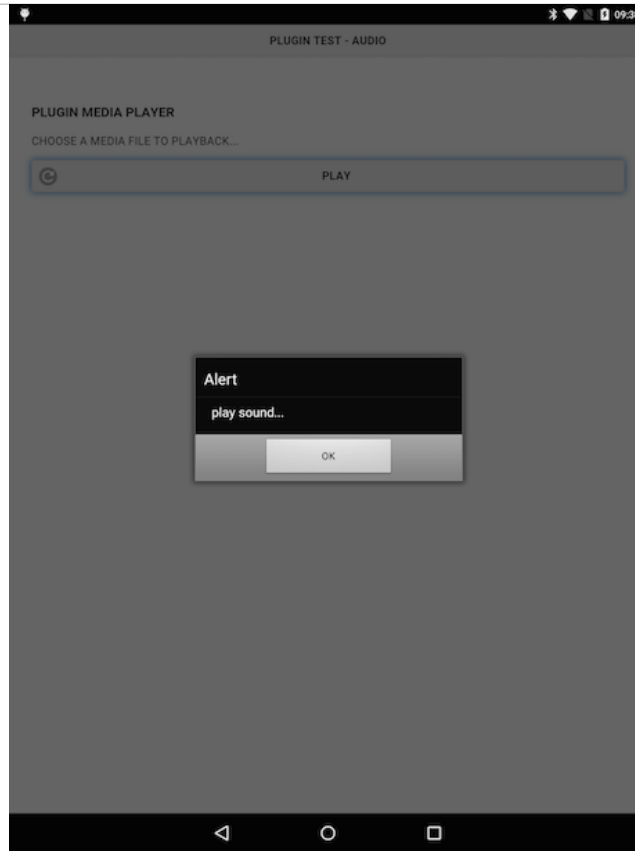 PLUGIN TEST - AUDIO
PLUGIN MEDIA PLAYER
CHOOSE A MEDIA FILE TO PLAYBACK...
PLAY
Alert
play sound...
OK